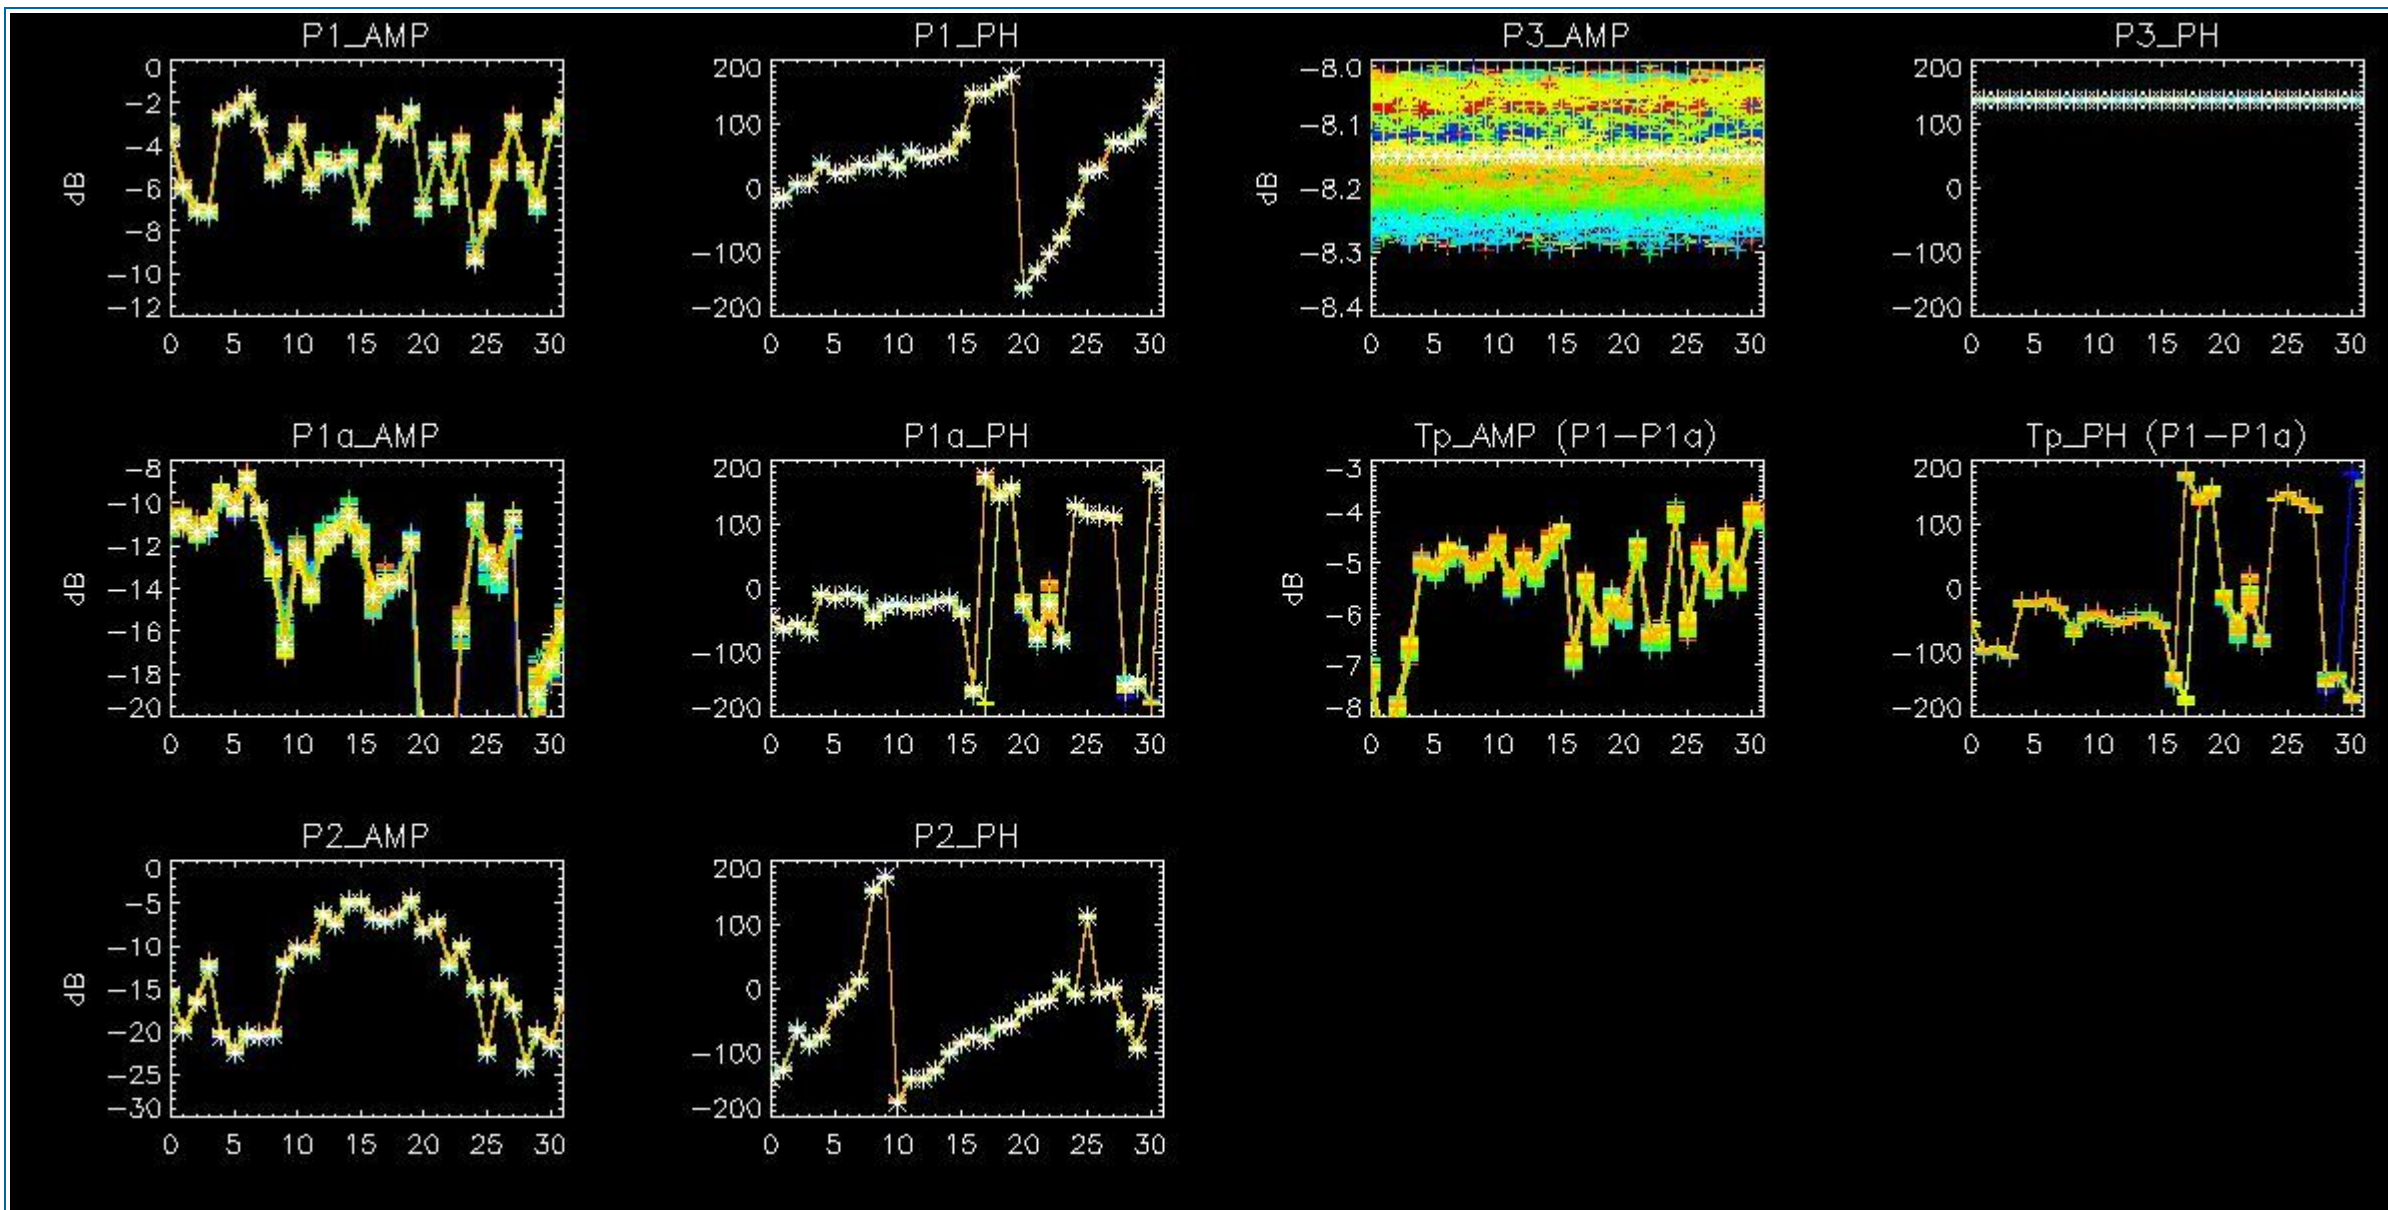 P1_AMP P1_PH P3_AMP P3_PH
0 200 -8.0 200
-2 100 -8.1 100
-4 0 -8.2 0
-6 -100 -8.3 -100
-8 -200 -8.4 -200
-10
-12
dB dB
0 5 10 15 20 25 30 0 5 10 15 20 25 30 0 5 10 15 20 25 30 0 5 10 15 20 25 30
P1a_AMP P1a_PH Tp_AMP (P1-P1a) Tp_PH (P1-P1a)
-8 200 -3 200
-10 100 -4 100
-12 0 -5 0
-14 -100 -6 -100
-16 -200 -7 -200
-18 -8
-20
dB dB
0 5 10 15 20 25 30 0 5 10 15 20 25 30 0 5 10 15 20 25 30 0 5 10 15 20 25 30
P2_AMP P2_PH
0 200
-5 100
-10 0
-15 -100
-20 -200
-25
-30
dB
0 5 10 15 20 25 30 0 5 10 15 20 25 30